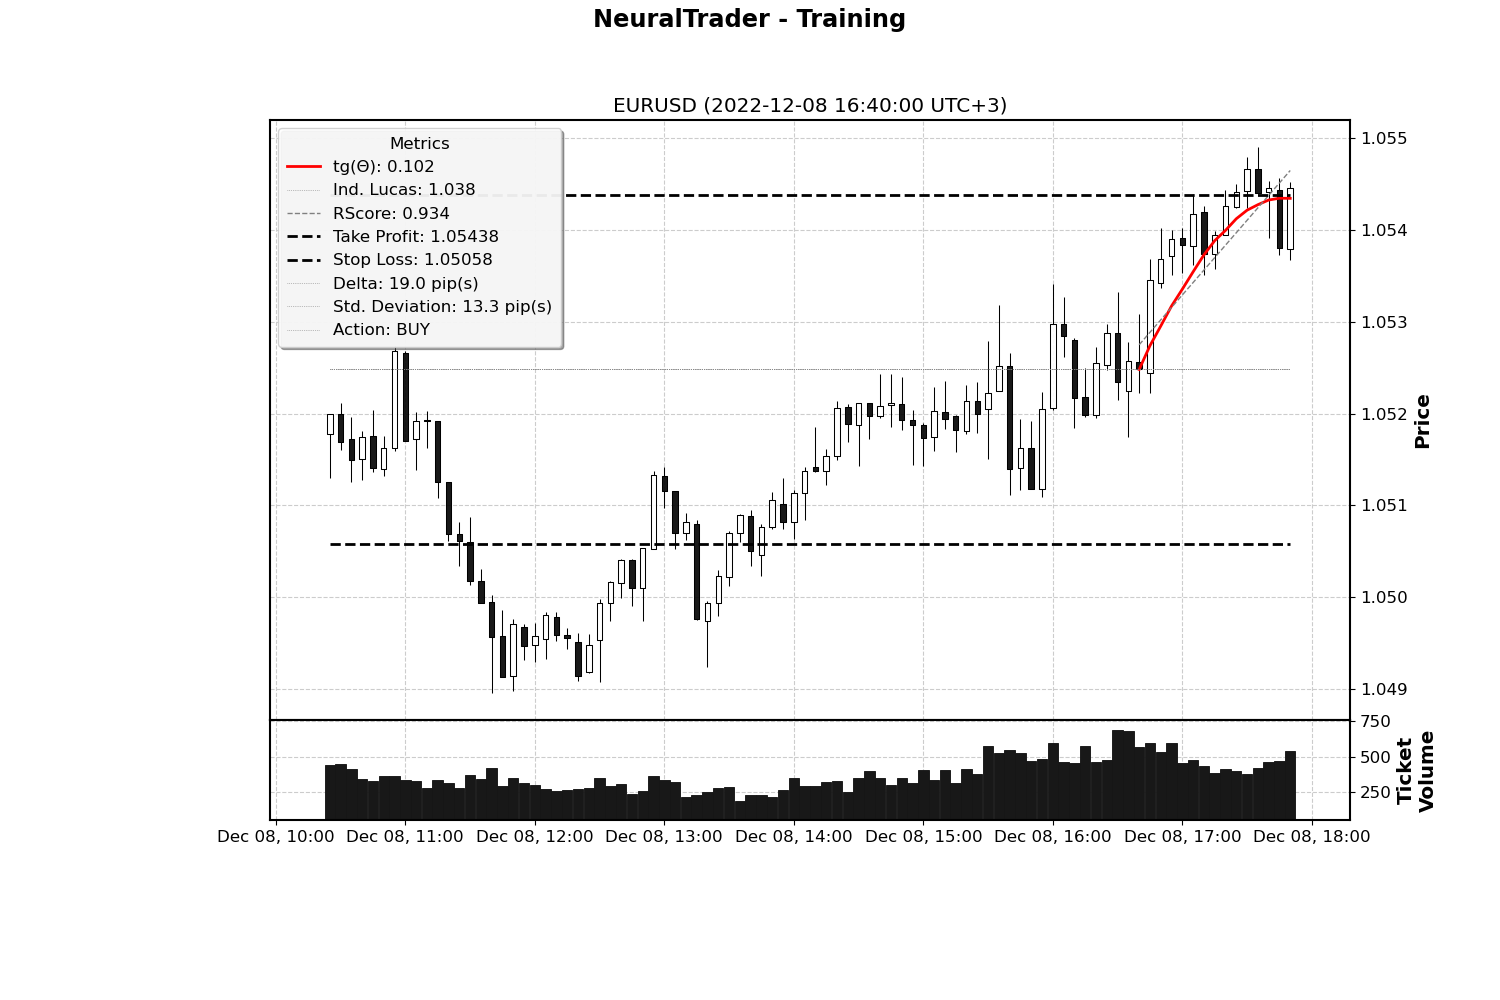 NeuralTrader - Training
EURUSD (2022-12-08 16:40:00 UTC+3)
Metrics
tg(Θ): 0.102
Ind. Lucas: 1.038
RScore: 0.934
Take Profit: 1.05438
Stop Loss: 1.05058
Delta: 19.0 pip(s)
Std. Deviation: 13.3 pip(s)
Action: BUY
1.055
1.054
1.053
1.052
1.051
1.050
1.049
Price
750
500
250
Ticket
Volume
Dec 08, 10:00 Dec 08, 11:00 Dec 08, 12:00 Dec 08, 13:00 Dec 08, 14:00 Dec 08, 15:00 Dec 08, 16:00 Dec 08, 17:00 Dec 08, 18:00